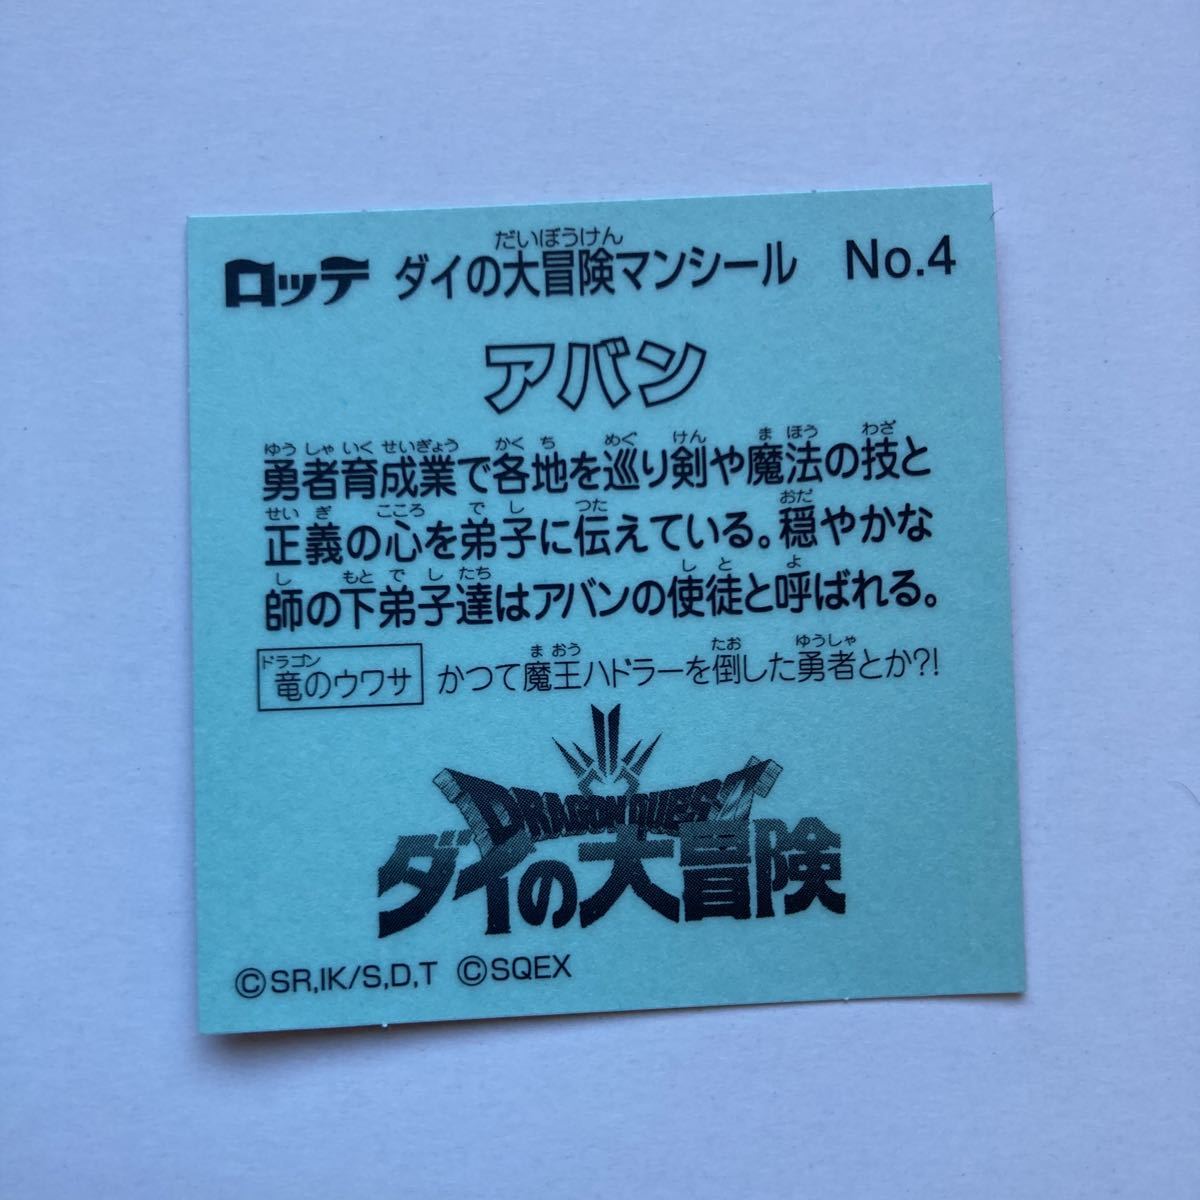 だいぼうけん
ロッテ ダイの大冒険マンシール No.4
アバン
ゆう しゃ いく せいぎょう かく ち めぐ けん ま ほう わざ
勇者育成業で各地を巡り剣や魔法の技と
せい ぎ こころ で し つた おだ
正義の心を弟子に伝えている。穏やかな
し もと で し たち し と よ
師の下弟子達はアバンの使徒と呼ばれる。
ドラゴン ま おう たお ゆうしゃ
竜のウワサ かつて魔王ハドラーを倒した勇者とか?!
DRAGON QUEST
ダイの大冒険
©SR,IK/S,D,T ©SQEX